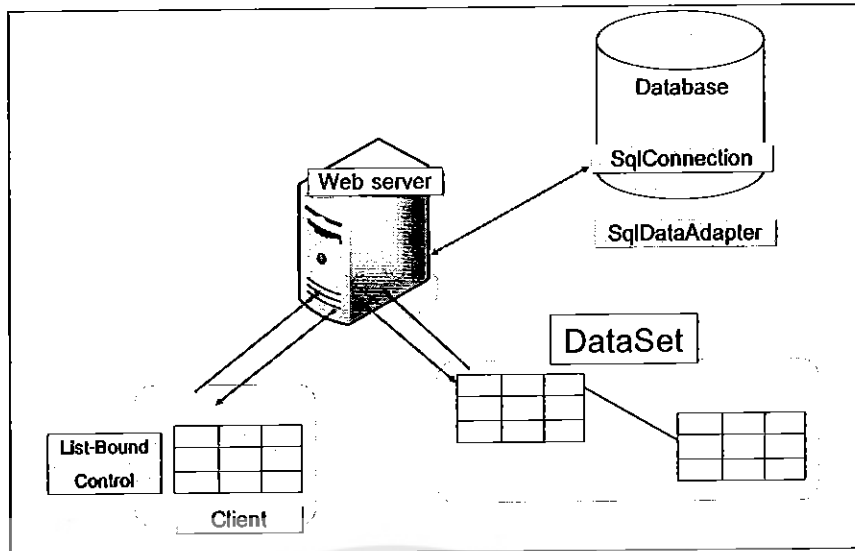 Database
SqlConnection
Web server
SqlDataAdapter
DataSet
List-Bound
Control
Client